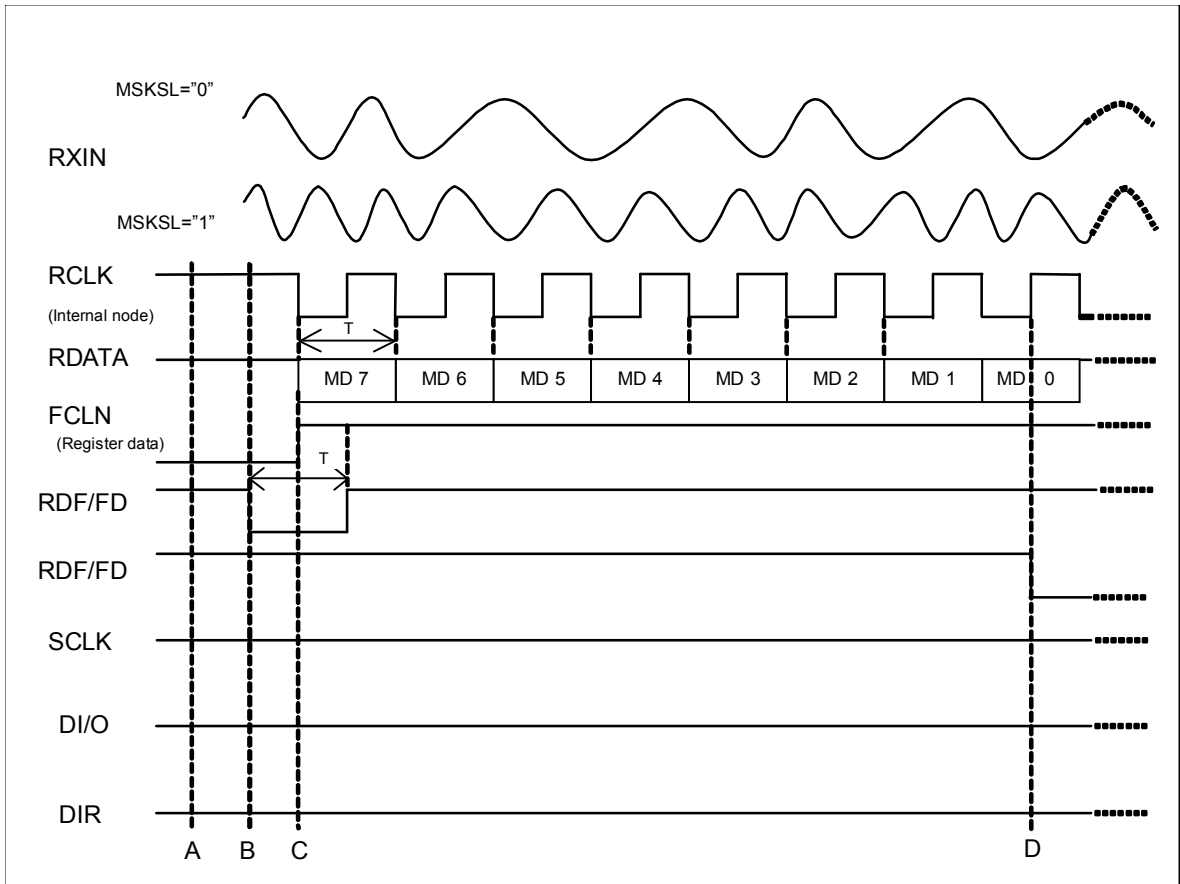 MSKSL="0"
RXIN
MSKSL="1"
RCLK
(Internal node)
T
RDATA
MD 7 MD 6 MD 5 MD 4 MD 3 MD 2 MD 1 MD 0
FCLN
(Register data)
T
RDF/FD
RDF/FD
SCLK
DI/O
DIR
A B C D